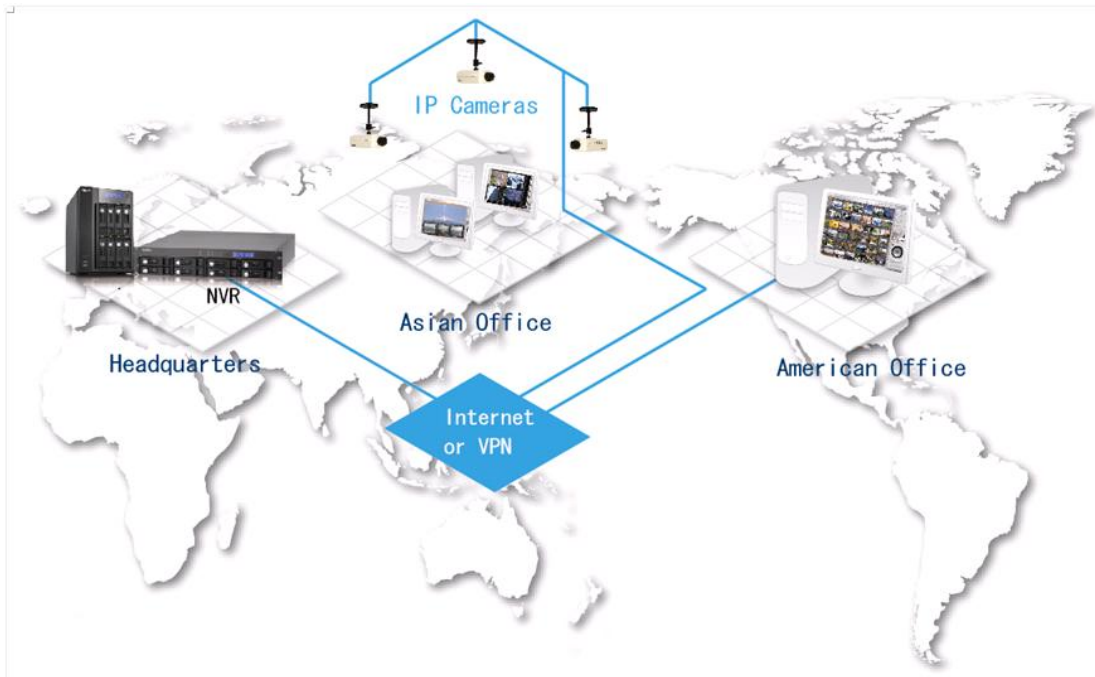 IP Cameras
NVR
Asian Office
Headquarters
American Office
Internet
or VPN